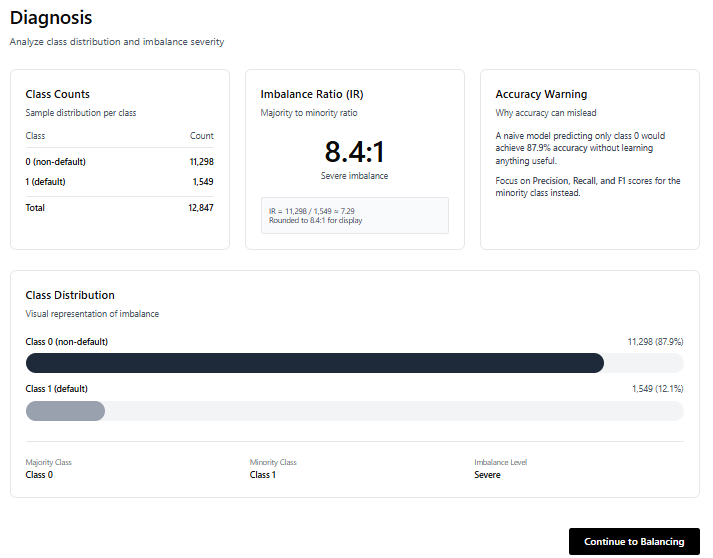 Diagnosis
Analyze class distribution and imbalance severity
Class Counts
Sample distribution per class
Class Count
0 (non-default) 11,298
1 (default) 1,549
Total 12,847
Imbalance Ratio (IR)
Majority to minority ratio
8.4:1
Severe imbalance
IR = 11,298 / 1,549 = 7.29
Rounded to 8.4:1 for display
Accuracy Warning
Why accuracy can mislead
A naive model predicting only class 0 would
achieve 87.9% accuracy without learning
anything useful.
Focus on Precision, Recall, and F1 scores for the
minority class instead.
Class Distribution
Visual representation of imbalance
Class 0 (non-default) 11,298 (87.9%)
Class 1 (default) 1,549 (12.1%)
Majority Class Minority Class Imbalance Level
Class 0 Class 1 Severe
Continue to Balancing